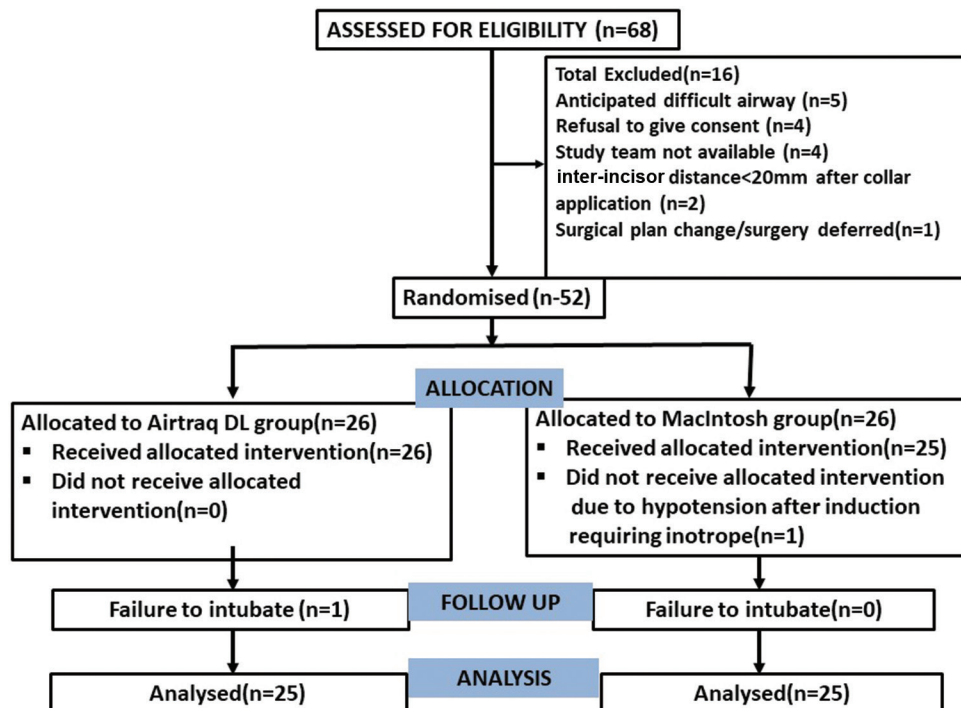 ASSESSED FOR ELIGIBILITY (n=68)
Total Excluded(n=16)
Anticipated difficult airway (n=5)
Refusal to give consent (n=4)
Study team not available (n=4)
inter-incisor distance<20mm after collar
application (n=2)
Surgical plan change/surgery deferred(n=1)
Randomised (n-52)
ALLOCATION
Allocated to Airtraq DL group(n=26)
▪ Received allocated intervention(n=26)
▪ Did not receive allocated
intervention(n=0)
Allocated to MacIntosh group(n=26)
▪ Received allocated intervention(n=25)
▪ Did not receive allocated intervention
due to hypotension after induction
requiring inotrope(n=1)
Failure to intubate (n=1)
FOLLOW UP
Failure to intubate(n=0)
Analysed(n=25)
ANALYSIS
Analysed(n=25)